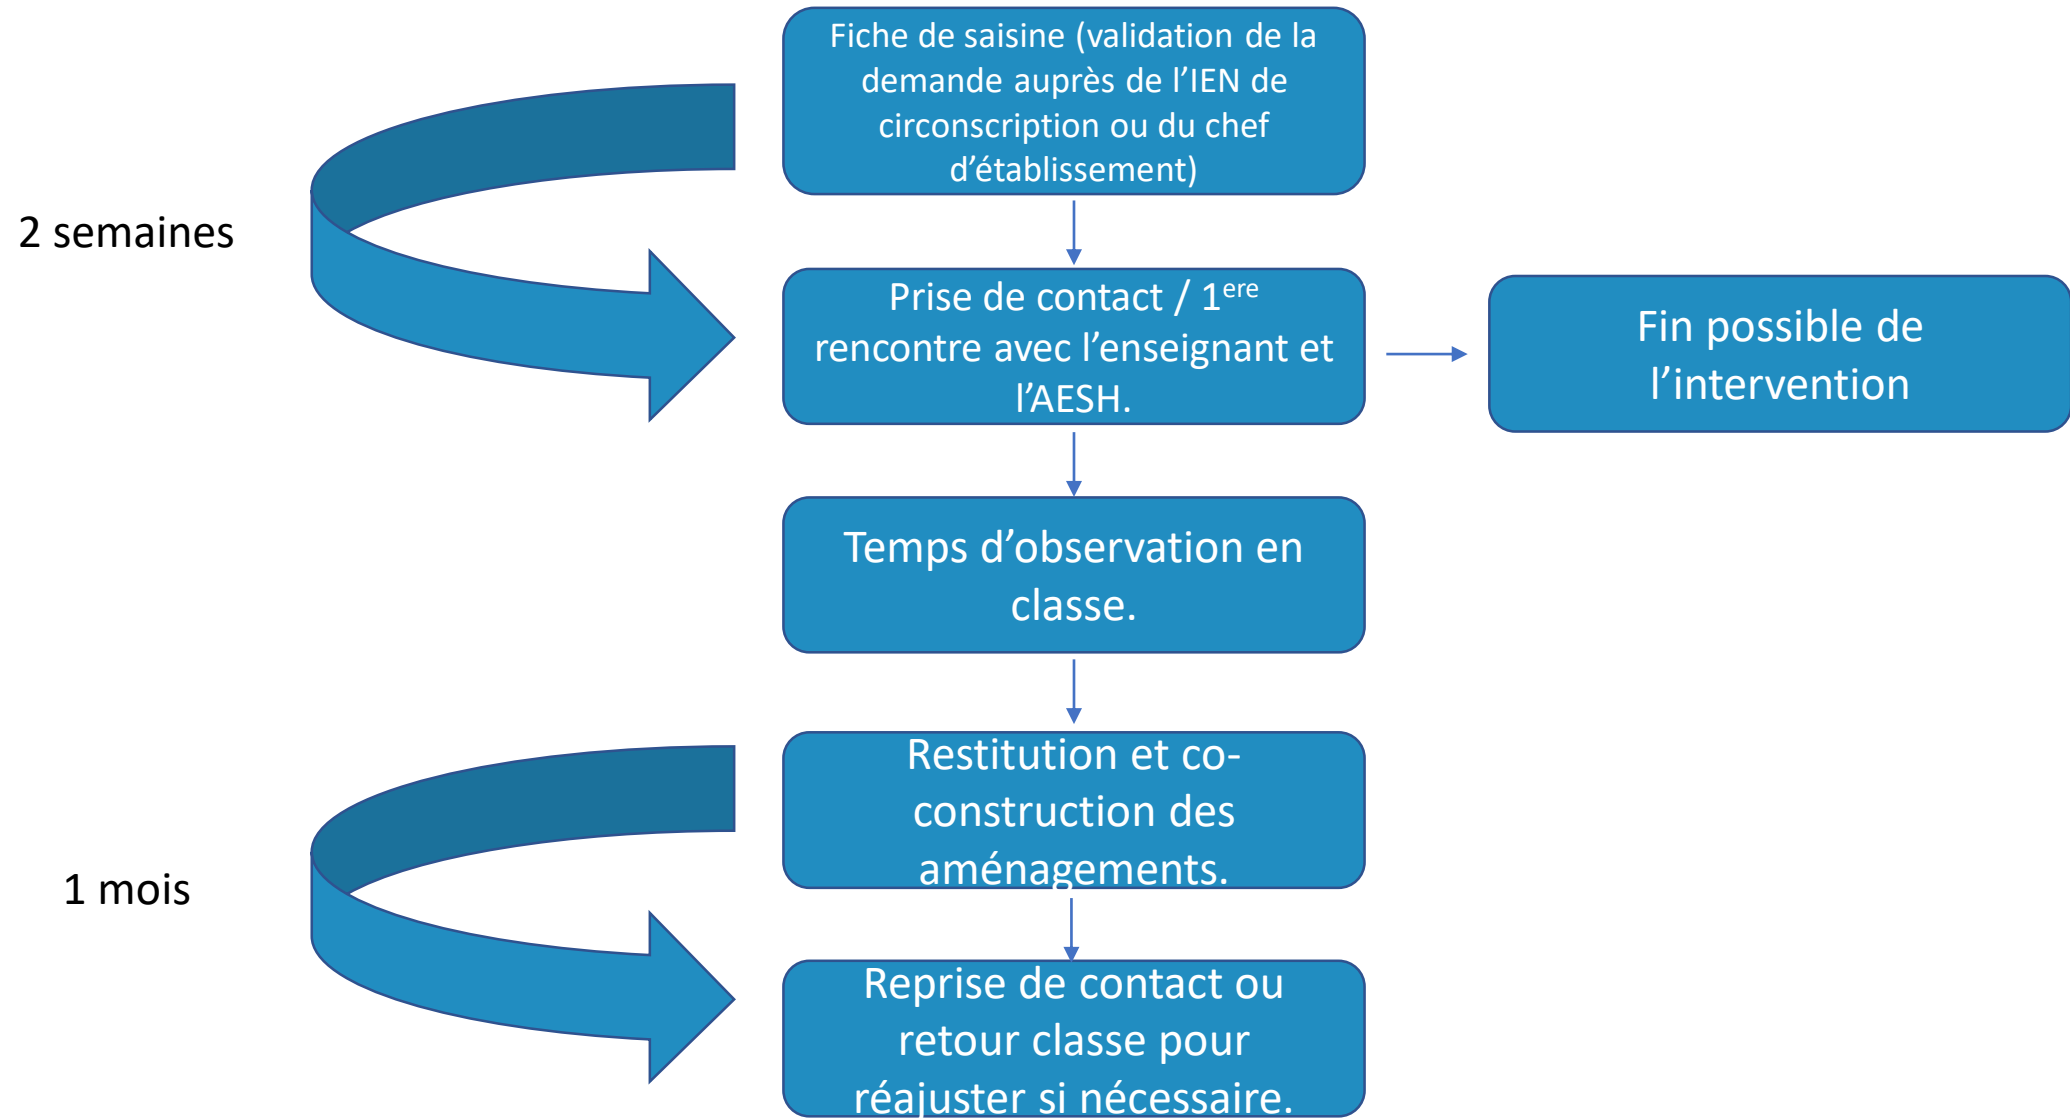 Fiche de saisine (validation de la
demande auprès de l’IEN de
circonscription ou du chef
d’établissement)
2 semaines
Prise de contact / 1ere
rencontre avec l’enseignant et
l’AESH.
Fin possible de
l’intervention
Temps d’observation en
classe.
Restitution et co-
construction des
aménagements.
1 mois
Reprise de contact ou
retour classe pour
réajuster si nécessaire.